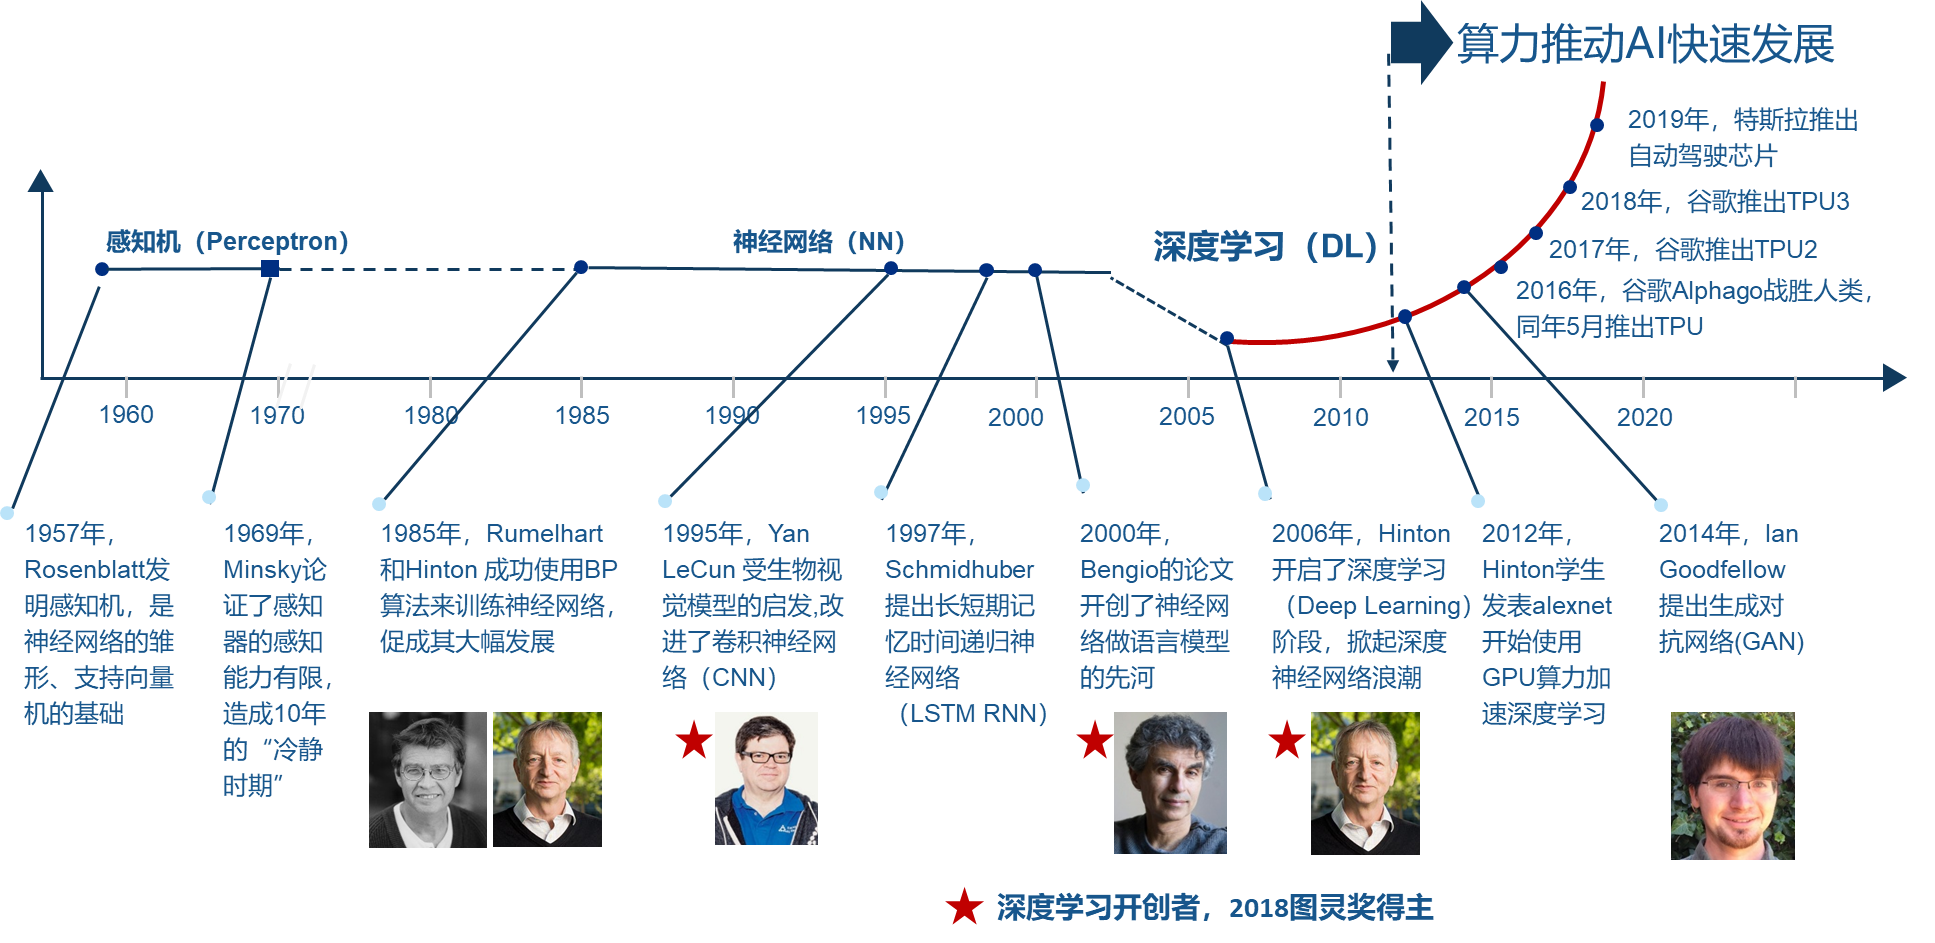 算力推动AI快速发展
2019年，特斯拉推出
自动驾驶芯片
2018年，谷歌推出TPU3
2017年，谷歌推出TPU2
2016年，谷歌Alphago战胜人类，
同年5月推出TPU
感知机（Perceptron）
神经网络（NN）
深度学习（DL）
1960
1970
1980
1985
1990
1995
2000
2005
2010
2015
2020
1957年，
Rosenblatt发
明感知机，是
神经网络的雏
形、支持向量
机的基础
1969年，
Minsky论
证了感知
器的感知
能力有限，
造成10年
的“冷静
时期”
1985年，Rumelhart
和Hinton 成功使用BP
算法来训练神经网络，
促成其大幅发展
1995年，Yan
LeCun 受生物视
觉模型的启发,改
进了卷积神经网
络（CNN）
1997年，
Schmidhuber
提出长短期记
忆时间递归神
经网络
（LSTM RNN）
2000年，
Bengio的论文
开创了神经网
络做语言模型
的先河
2006年，Hinton
开启了深度学习
（Deep Learning）
阶段，掀起深度
神经网络浪潮
2012年，
Hinton学生
发表alexnet
开始使用
GPU算力加
速深度学习
2014年，Ian
Goodfellow
提出生成对
抗网络(GAN)
深度学习开创者，2018图灵奖得主